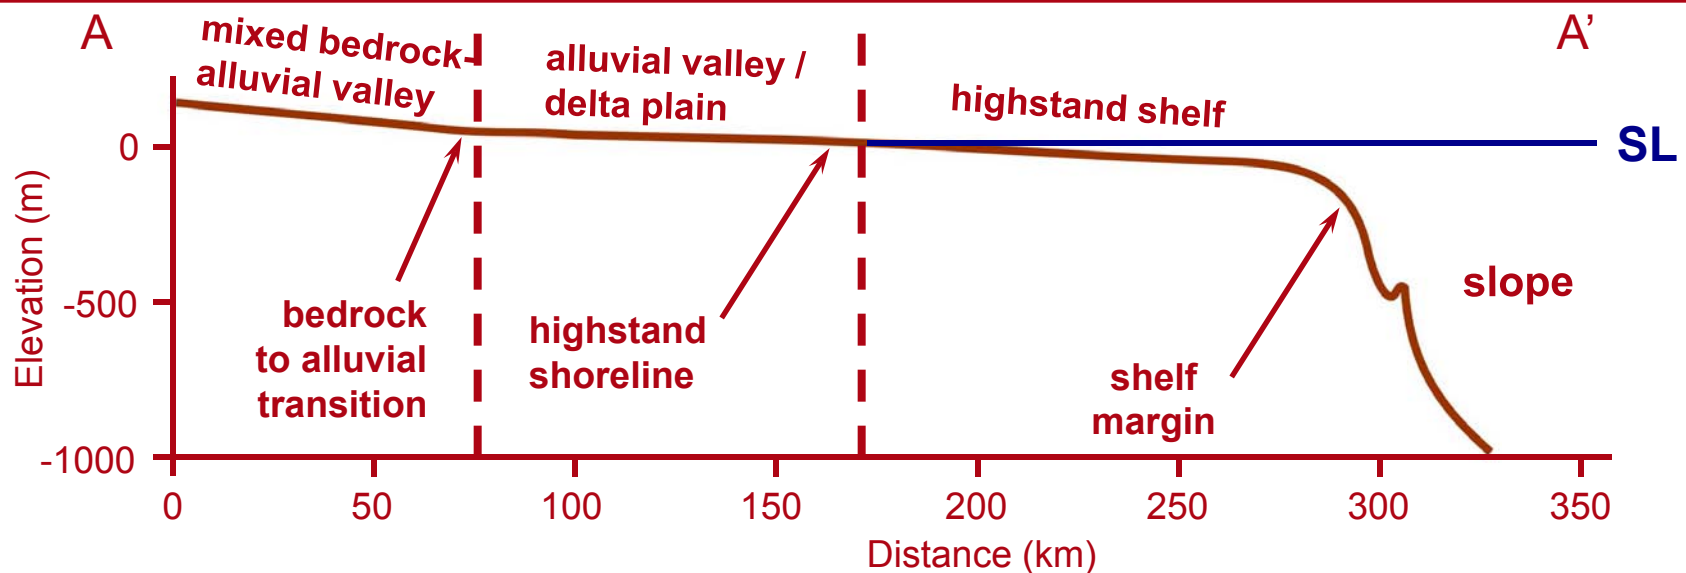 A
A’
mixed bedrock-
alluvial valley
alluvial valley /
delta plain
highstand shelf
SL
0
-500
-1000
Elevation (m)
bedrock
to alluvial
transition
highstand
shoreline
shelf
margin
slope
0
50
100
150
200
250
300
350
Distance (km)